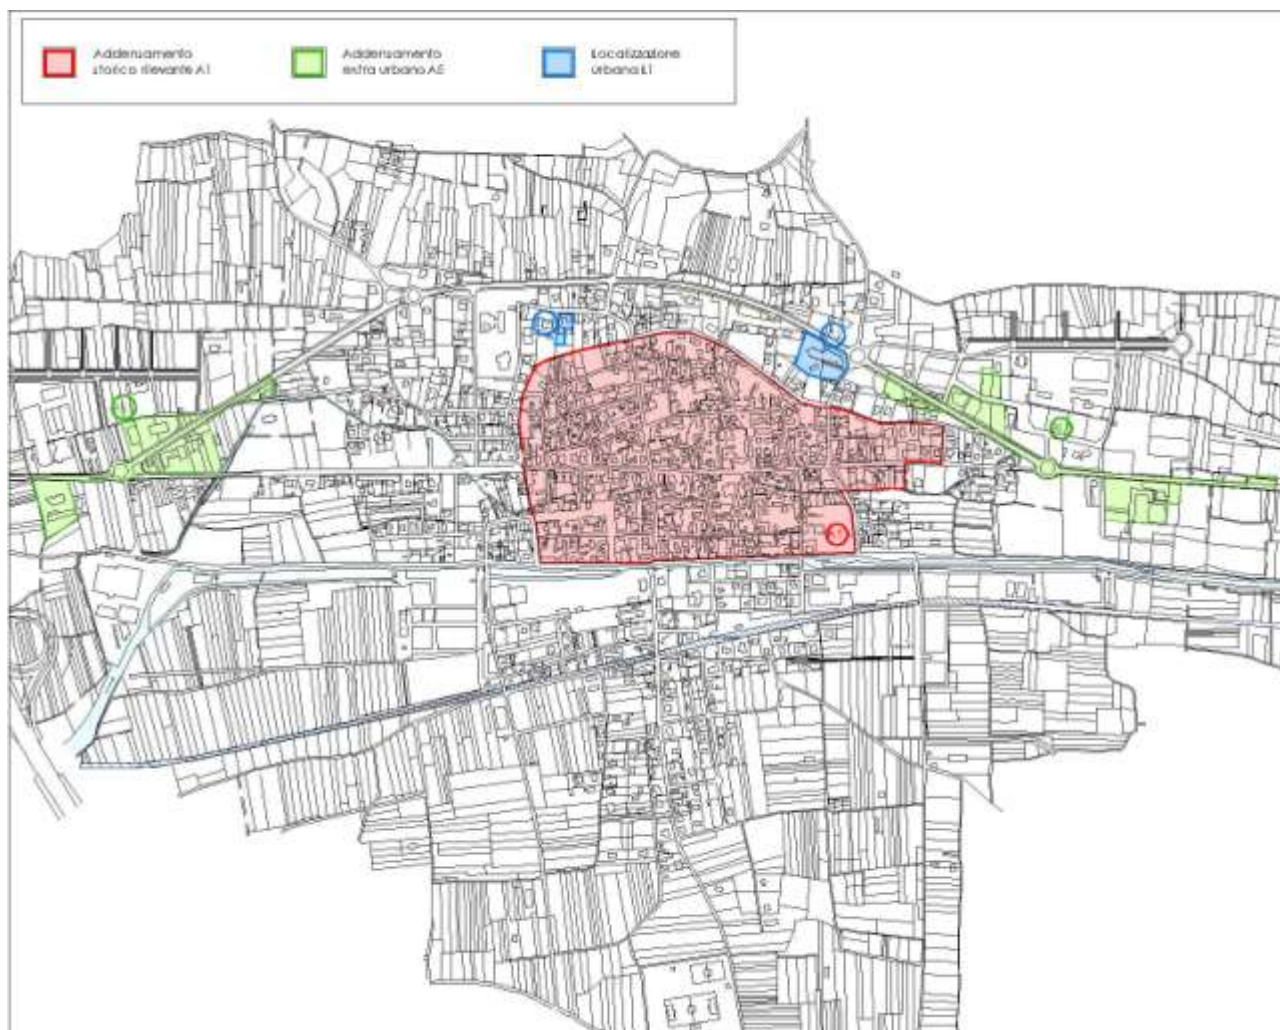 Addensamento
storico rilevante A1
Addensamento
extra urbano A5
Localizzazione
urbana L1